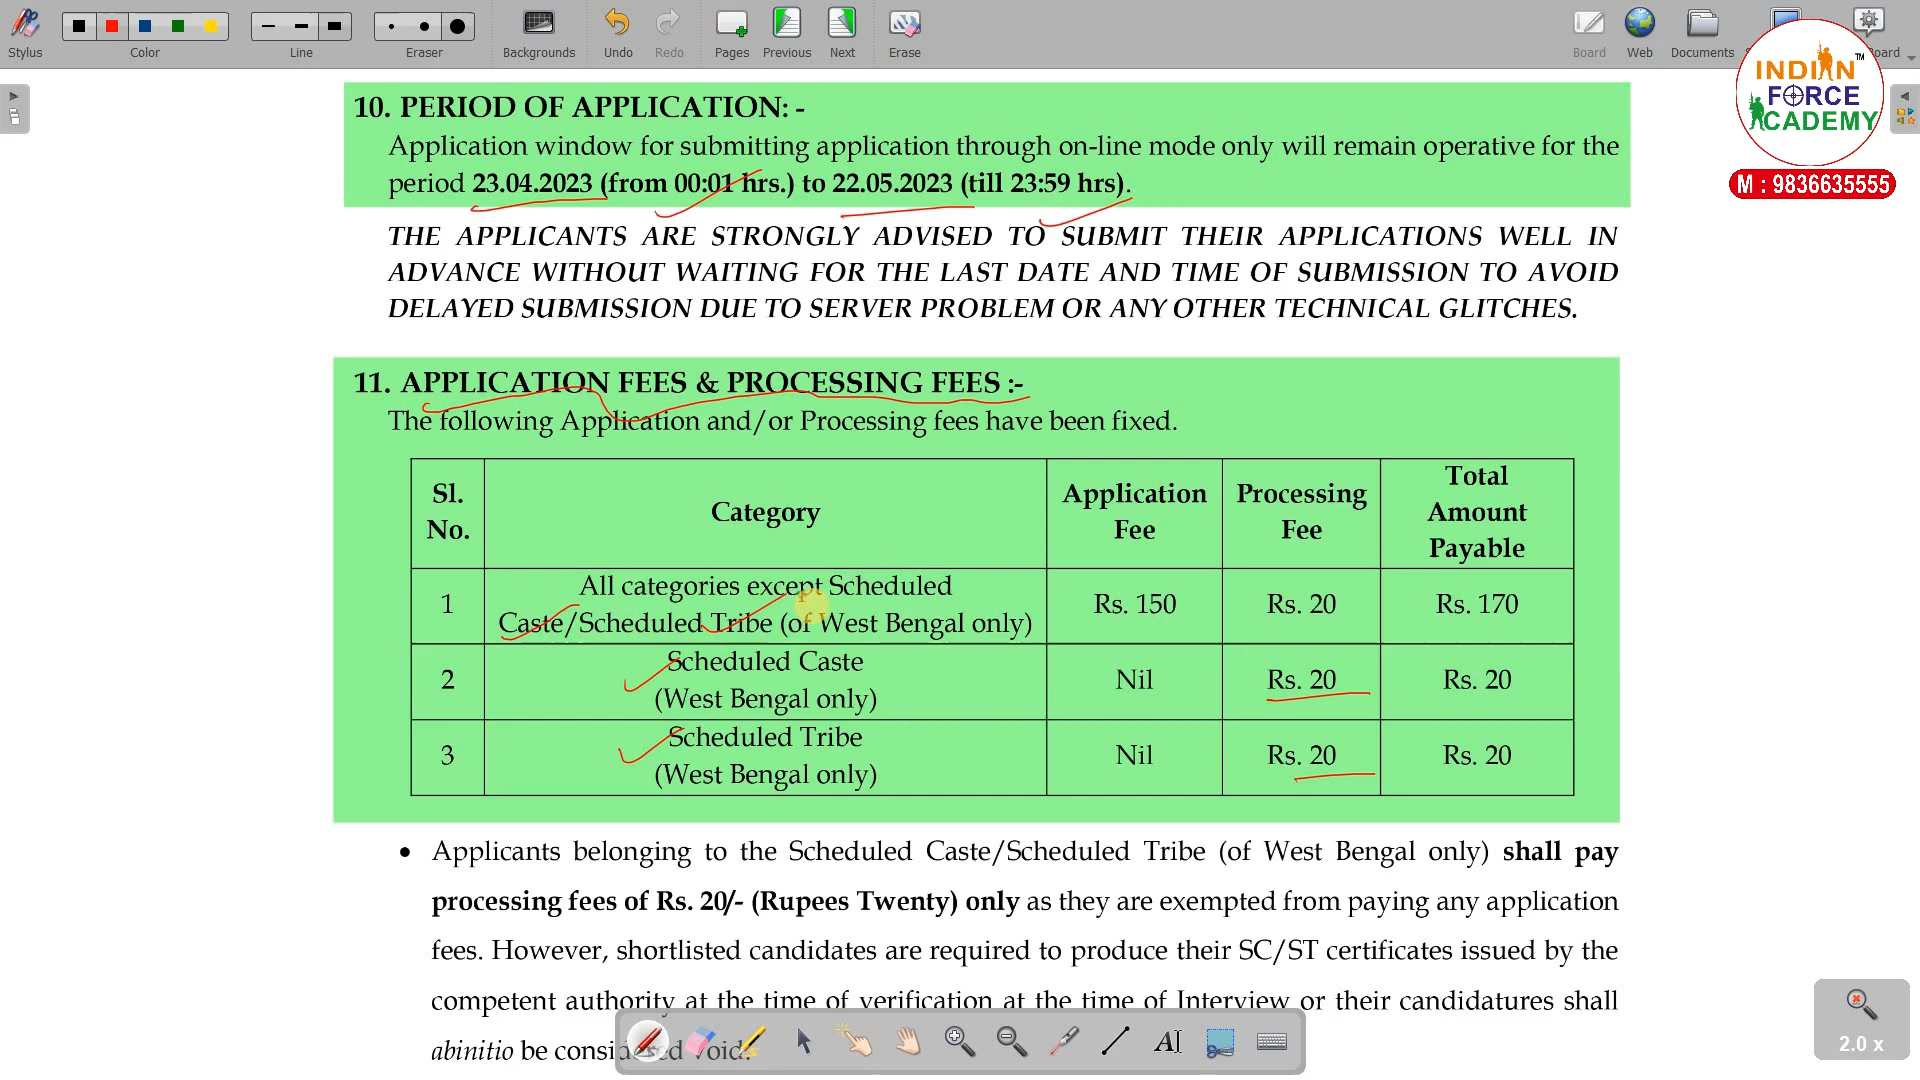 Stylus
Color
Line
Eraser
Backgrounds
Undo
Redo
Pages
Previous
Next
Erase
Board
Web
Documents
INDIAN
FORCE
ACADEMY
TM
M : 9836635555
10. PERIOD OF APPLICATION: -
Application window for submitting application through on-line mode only will remain operative for the
period 23.04.2023 (from 00:01 hrs.) to 22.05.2023 (till 23:59 hrs).
THE APPLICANTS ARE STRONGLY ADVISED TO SUBMIT THEIR APPLICATIONS WELL IN
ADVANCE WITHOUT WAITING FOR THE LAST DATE AND TIME OF SUBMISSION TO AVOID
DELAYED SUBMISSION DUE TO SERVER PROBLEM OR ANY OTHER TECHNICAL GLITCHES.
11. APPLICATION FEES & PROCESSING FEES :-
The following Application and/or Processing fees have been fixed.
Sl. No. Category Application Fee Processing Fee Total Amount Payable
1 All categories except Scheduled Caste/Scheduled Tribe (of West Bengal only) Rs. 150 Rs. 20 Rs. 170
2 Scheduled Caste (West Bengal only) Nil Rs. 20 Rs. 20
3 Scheduled Tribe (West Bengal only) Nil Rs. 20 Rs. 20
• Applicants belonging to the Scheduled Caste/Scheduled Tribe (of West Bengal only) shall pay
processing fees of Rs. 20/- (Rupees Twenty) only as they are exempted from paying any application
fees. However, shortlisted candidates are required to produce their SC/ST certificates issued by the
competent authority at the time of verification at the time of Interview or their candidatures shall
abinitio be considered void.
2.0 x